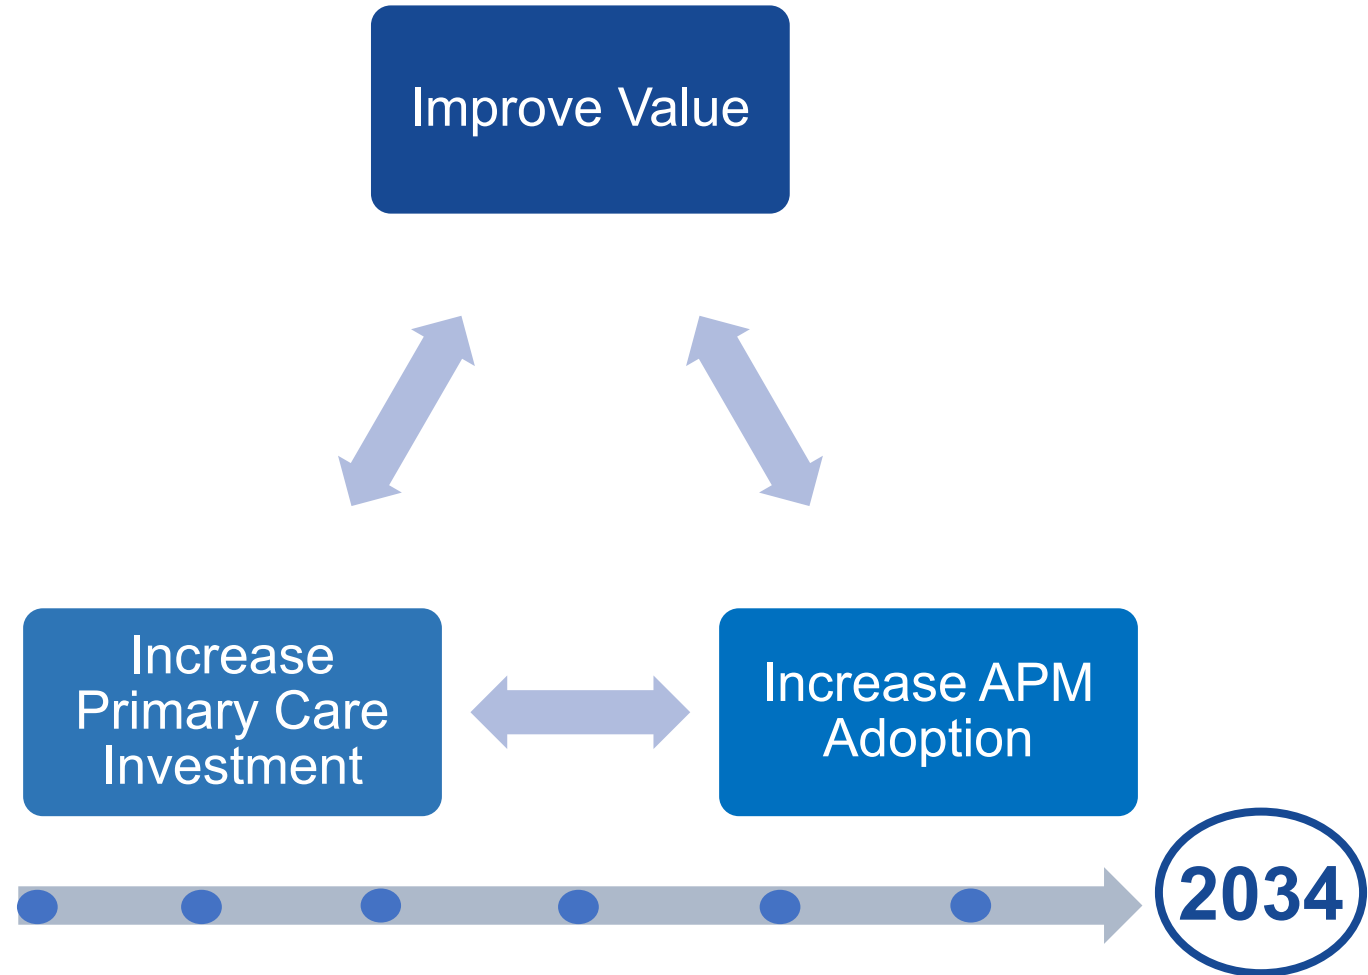 Improve Value
Increase
Primary Care
Investment
Increase APM
Adoption
2034